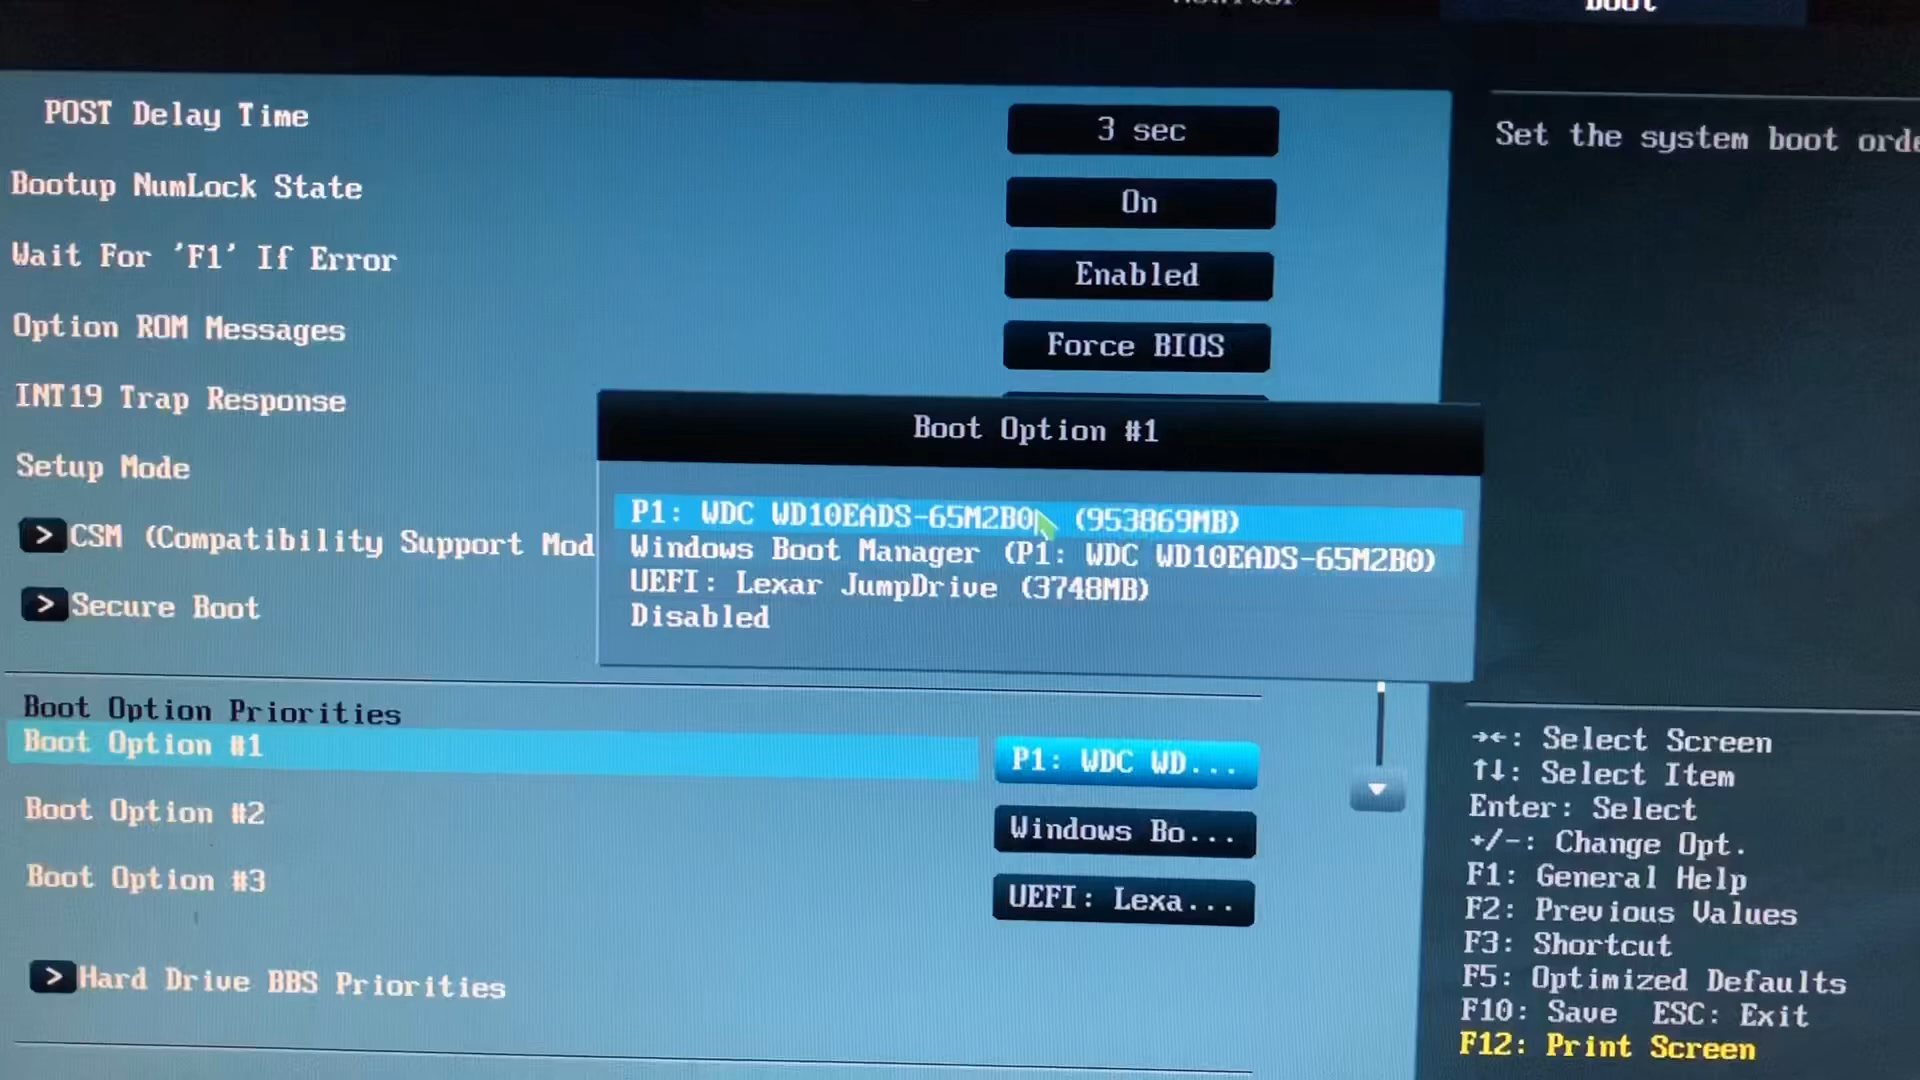 Boot
POST Delay Time
3 sec
Set the system boot
Bootup NumLock State
On
Wait For 'F1' If Error
Enabled
Option ROM Messages
Force BIOS
INT19 Trap Response
Setup Mode
> CSM (Compatibility Support Mod
> Secure Boot
Boot Option #1
P1: WDC WD10EADS-65M2B0 (953869MB)
Windows Boot Manager (P1: WDC WD10EADS-65M2B0)
UEFI: Lexar JumpDrive (3748MB)
Disabled
Boot Option Priorities
Boot Option #1
P1: WDC WD...
Boot Option #2
Windows Bo...
Boot Option #3
UEFI: Lexa...
> Hard Drive BBS Priorities
→←: Select Screen
↑↓: Select Item
Enter: Select
+/-: Change Opt.
F1: General Help
F2: Previous Values
F3: Shortcut
F5: Optimized Defaults
F10: Save ESC: Exit
F12: Print Screen